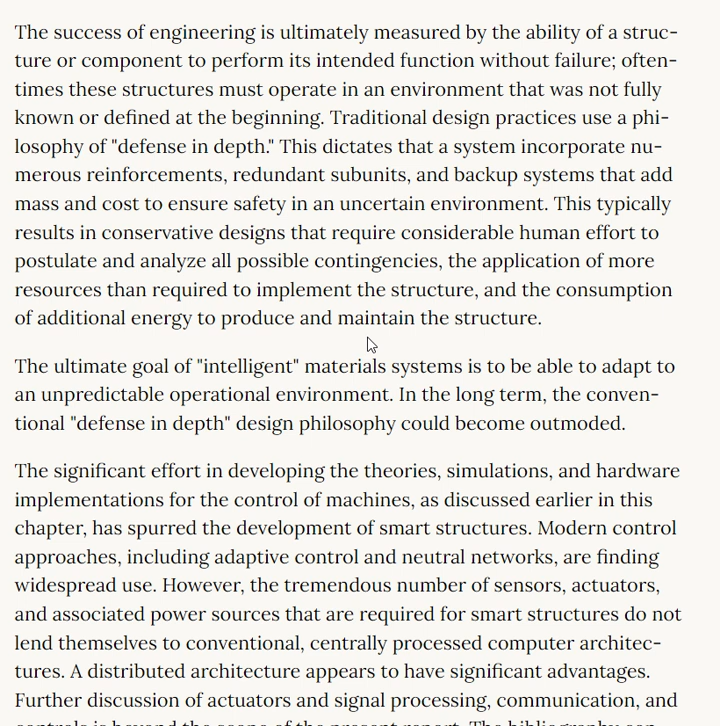 The success of engineering is ultimately measured by the ability of a struc-
ture or component to perform its intended function without failure; often-
times these structures must operate in an environment that was not fully
known or defined at the beginning. Traditional design practices use a phi-
losophy of "defense in depth." This dictates that a system incorporate nu-
merous reinforcements, redundant subunits, and backup systems that add
mass and cost to ensure safety in an uncertain environment. This typically
results in conservative designs that require considerable human effort to
postulate and analyze all possible contingencies, the application of more
resources than required to implement the structure, and the consumption
of additional energy to produce and maintain the structure.
The ultimate goal of "intelligent" materials systems is to be able to adapt to
an unpredictable operational environment. In the long term, the conven-
tional "defense in depth" design philosophy could become outmoded.
The significant effort in developing the theories, simulations, and hardware
implementations for the control of machines, as discussed earlier in this
chapter, has spurred the development of smart structures. Modern control
approaches, including adaptive control and neutral networks, are finding
widespread use. However, the tremendous number of sensors, actuators,
and associated power sources that are required for smart structures do not
lend themselves to conventional, centrally processed computer architec-
tures. A distributed architecture appears to have significant advantages.
Further discussion of actuators and signal processing, communication, and
controls is beyond the scope of the present report. The bibliography con-